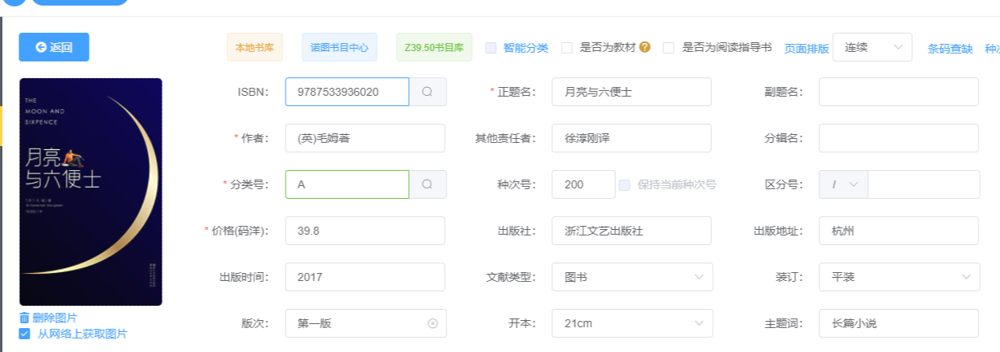 返回
本地书库 诺图书目中心 Z39.50书目库 智能分类 是否为教材 ? 是否为阅读指导书 页面排版 连续 条码查缺
ISBN: 9787533936020 * 正题名: 月亮与六便士 副题名:
* 作者: (英)毛姆著 其他责任者: 徐淳刚译 分辑名:
* 分类号: A 种次号: 200 保持当前种次号 区分号: /
* 价格(码洋): 39.8 出版社: 浙江文艺出版社 出版地址: 杭州
出版时间: 2017 文献类型: 图书 装订: 平装
版次: 第一版 开本: 21cm 主题词: 长篇小说
THE
MOON AND
SIXPENCE
月亮
与六便士
删除图片
从网络上获取图片